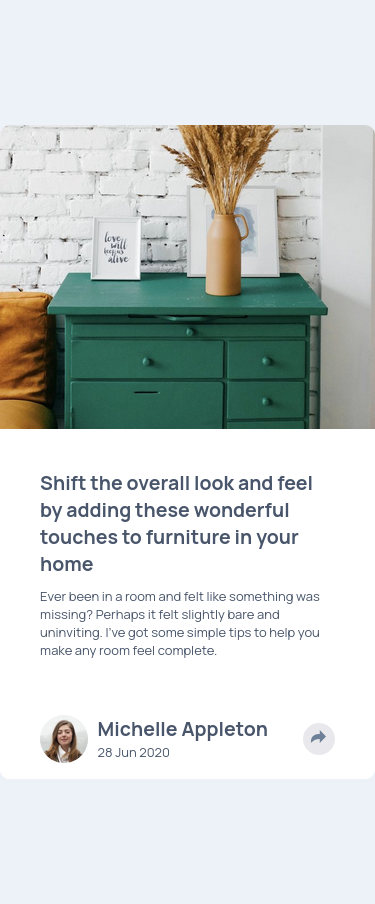 love
will
keep us
alive
Shift the overall look and feel
by adding these wonderful
touches to furniture in your
home
Ever been in a room and felt like something was
missing? Perhaps it felt slightly bare and
uninviting. I've got some simple tips to help you
make any room feel complete.
Michelle Appleton
28 Jun 2020